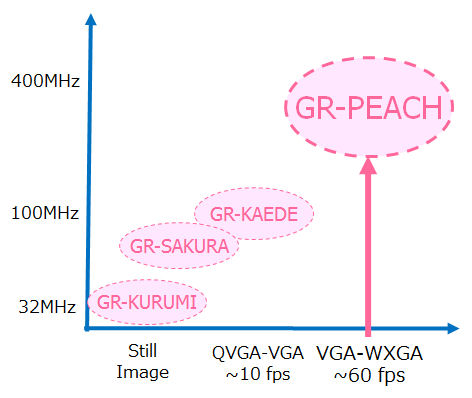 400MHz
GR-PEACH
100MHz
GR-KAEDE
GR-SAKURA
32MHz
GR-KURUMI
Still
Image
QVGA-VGA
~10 fps
VGA-WXGA
~60 fps